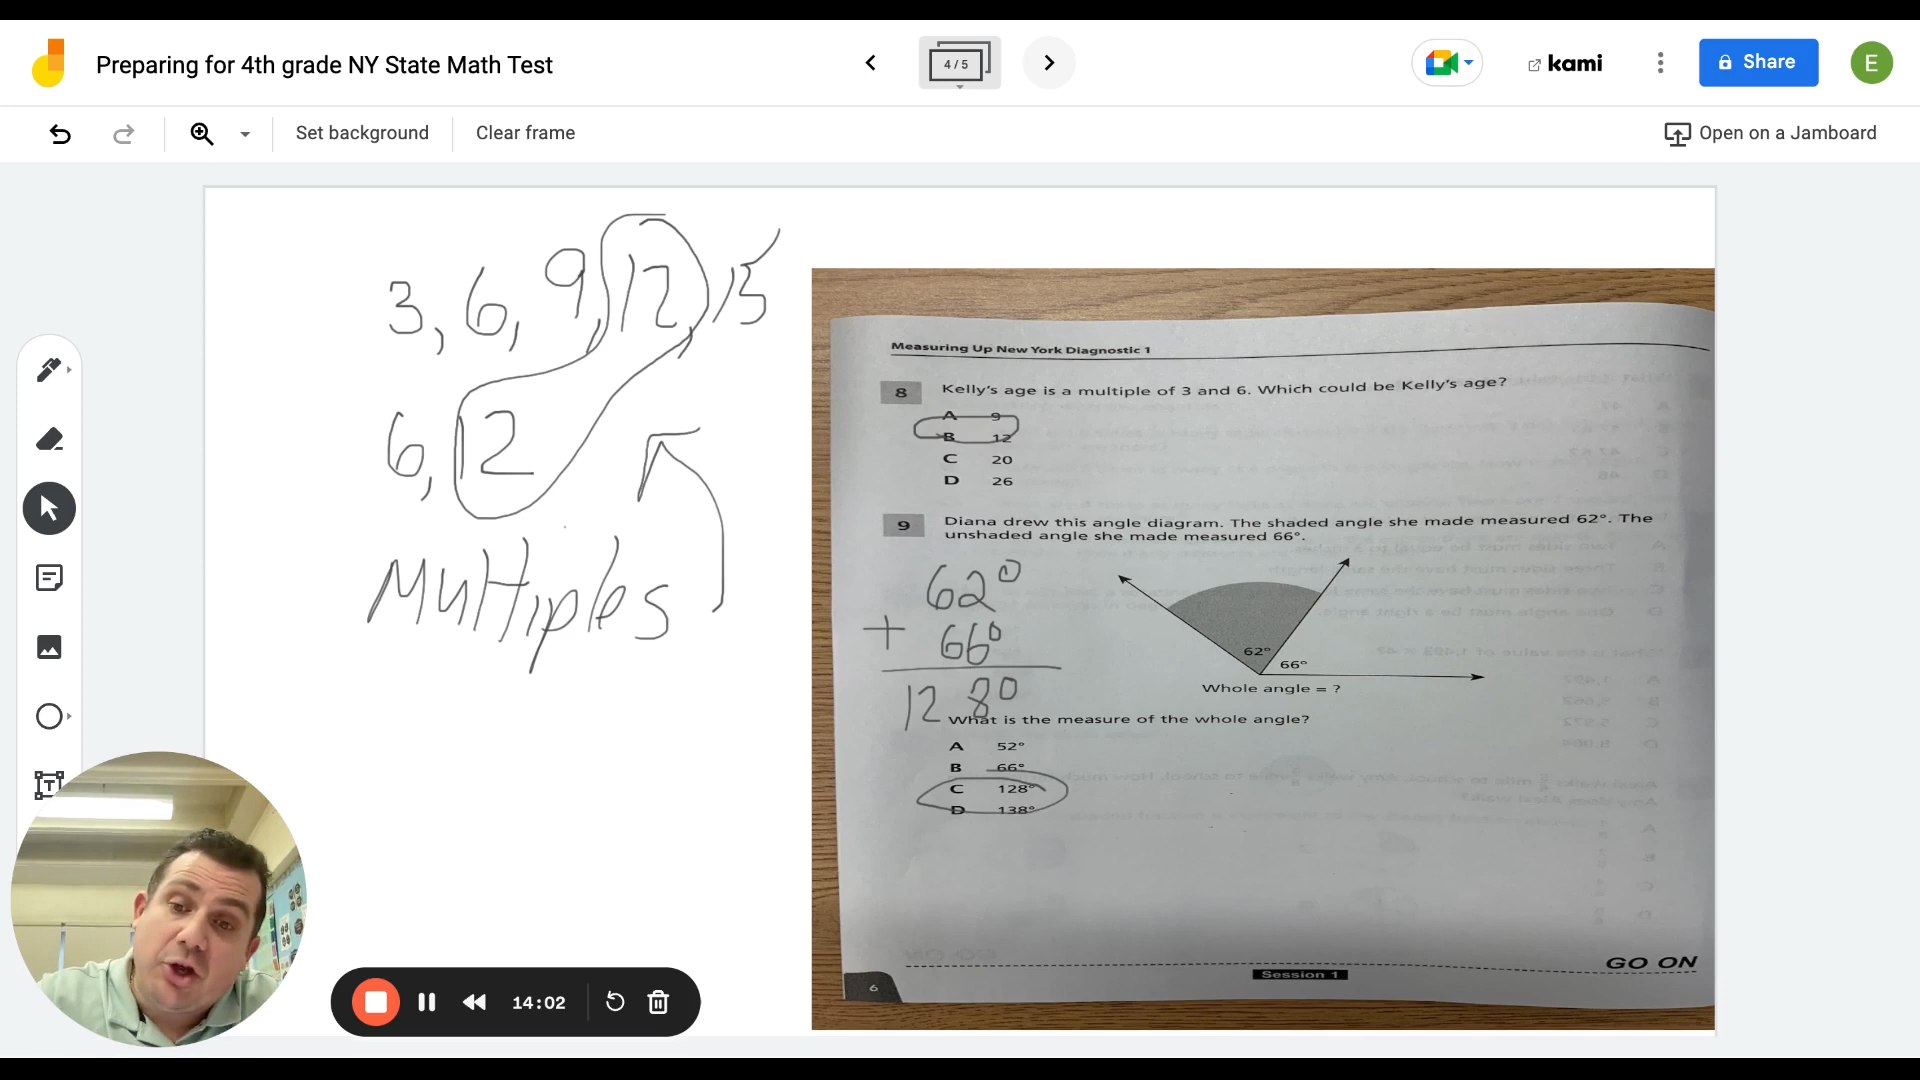 Preparing for 4th grade NY State Math Test
4 / 5
kami
Share
E
Set background
Clear frame
Open on a Jamboard
3, 6, 9, 12, 15
6, 12
Multiples
Measuring Up New York Diagnostic 1
8 Kelly's age is a multiple of 3 and 6. Which could be Kelly's age?
A 9
B 12
C 20
D 26
9 Diana drew this angle diagram. The shaded angle she made measured 62°. The
unshaded angle she made measured 66°.
62°
+ 66°
128°
62°
66°
Whole angle = ?
What is the measure of the whole angle?
A 52°
B 66°
C 128°
D 138°
GO ON
Session 1
6
14:02